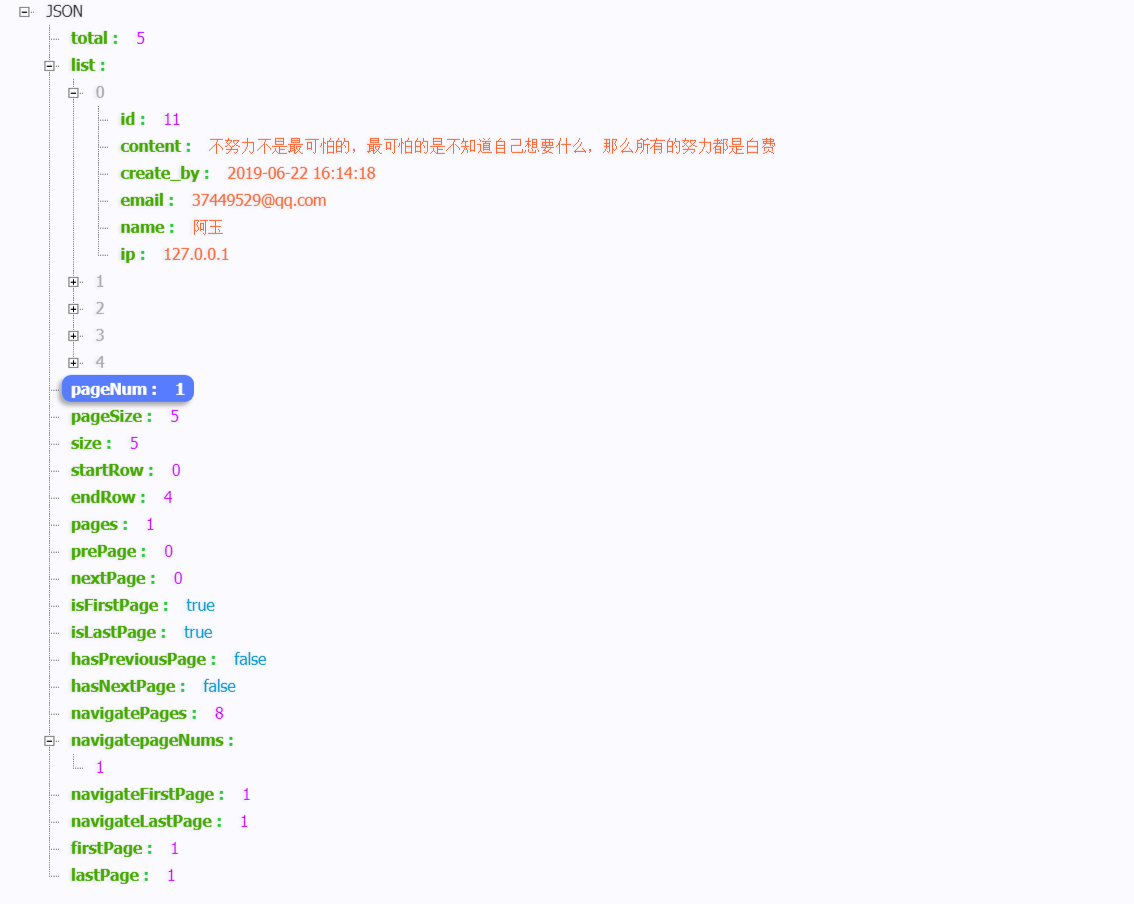 JSON
total : 5
list :
0
id : 11
content : 不努力不是最可怕的，最可怕的是不知道自己想要什么，那么所有的努力都是白费
create_by : 2019-06-22 16:14:18
email : 37449529@qq.com
name : 阿玉
ip : 127.0.0.1
1
2
3
4
pageNum : 1
pageSize : 5
size : 5
startRow : 0
endRow : 4
pages : 1
prePage : 0
nextPage : 0
isFirstPage : true
isLastPage : true
hasPreviousPage : false
hasNextPage : false
navigatePages : 8
navigatepageNums :
1
navigateFirstPage : 1
navigateLastPage : 1
firstPage : 1
lastPage : 1